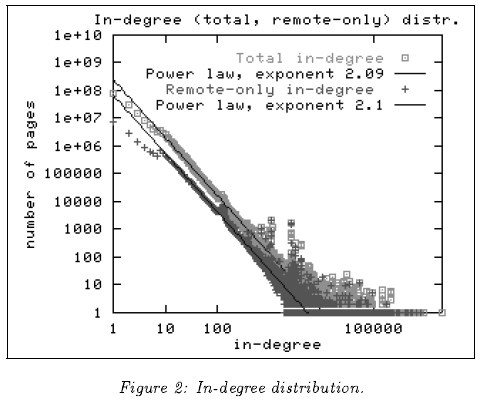 In-degree (total, remote-only) distr.
1e+10
1e+09
1e+08
1e+07
1e+06
100000
10000
1000
100
10
1
number of pages
Total in-degree
Power law, exponent 2.09
Remote-only in-degree
Power law, exponent 2.1
1 10 100 100000
in-degree
Figure 2: In-degree distribution.